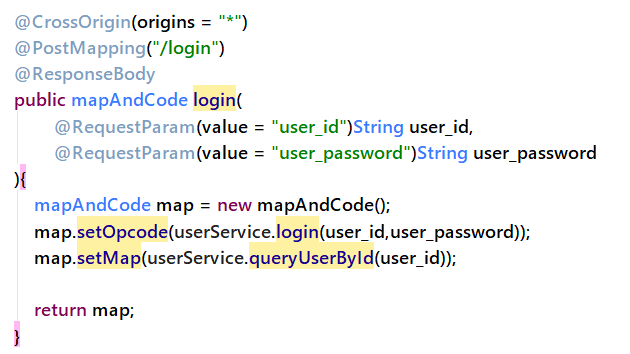 @CrossOrigin(origins = "*")
@PostMapping("/login")
@ResponseBody
public mapAndCode login(
@RequestParam(value = "user_id")String user_id,
@RequestParam(value = "user_password")String user_password
){
mapAndCode map = new mapAndCode();
map.setOpcode(userService.login(user_id,user_password));
map.setMap(userService.queryUserById(user_id));
return map;
}